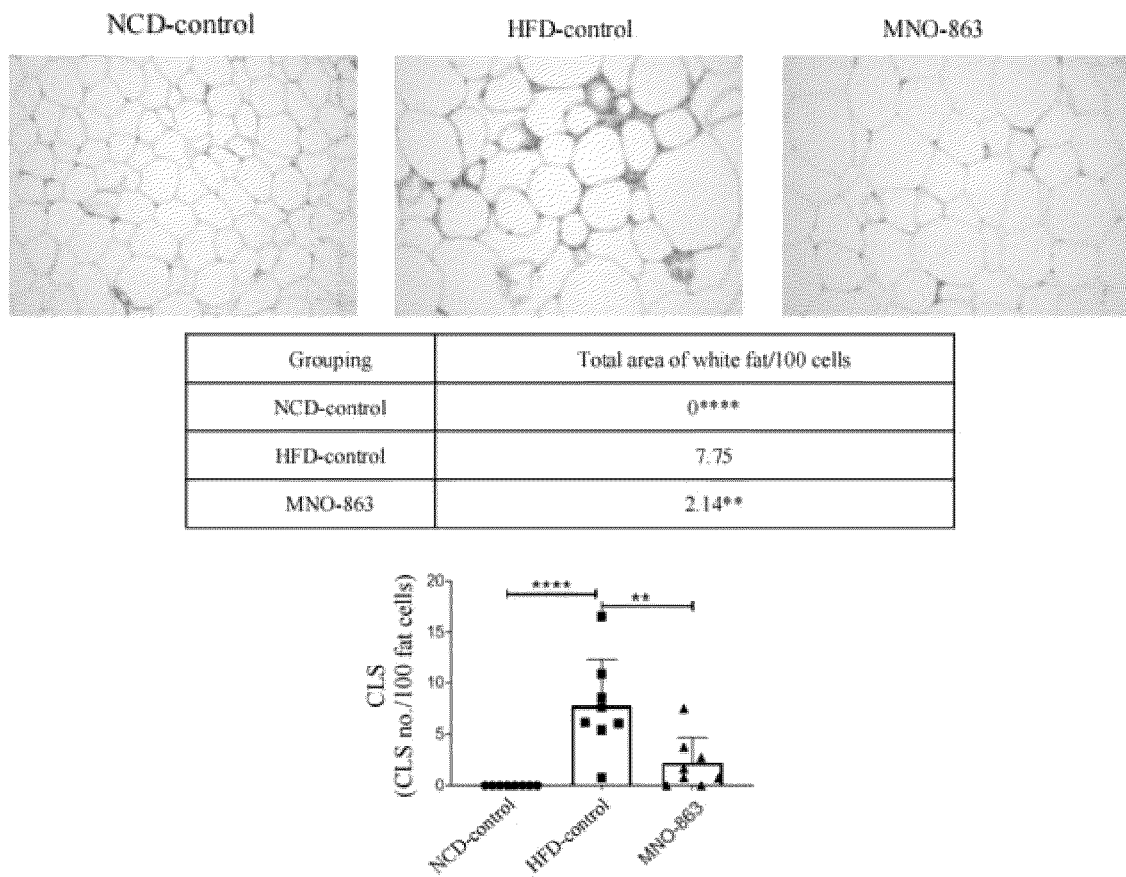 NCD-control HFD-control MNO-863
Grouping Total area of white fat/100 cells
NCD-control 0****
HFD-control 7.75
MNO-863 2.14**
CLS
(CLS no./100 fat cells)
20
15
10
5
0
****
**
NCD-control
HFD-control
MNO-863